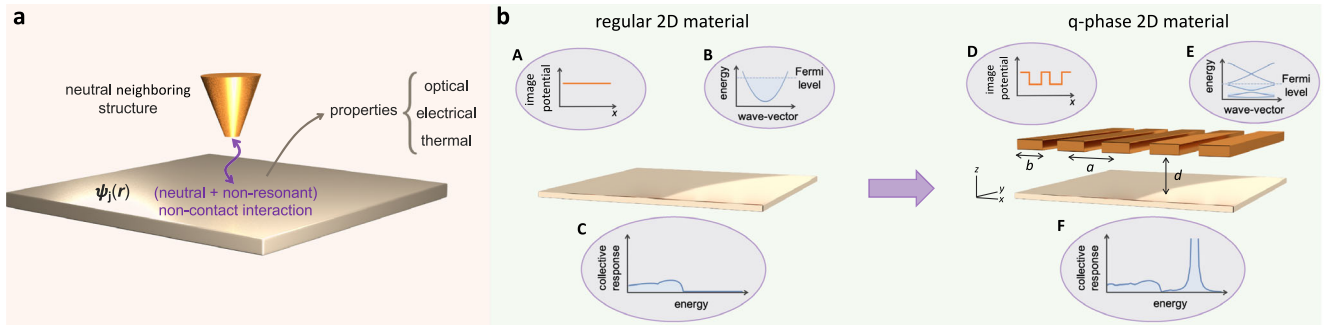 a
neutral neighboring
structure
properties
optical
electrical
thermal
ψj(r)
(neutral + non-resonant)
non-contact interaction
b
regular 2D material
A
image
potential
x
B
energy
Fermi
level
wave-vector
C
collective
response
energy
q-phase 2D material
D
image
potential
x
E
energy
Fermi
level
wave-vector
b
a
d
z
y
x
F
collective
response
energy